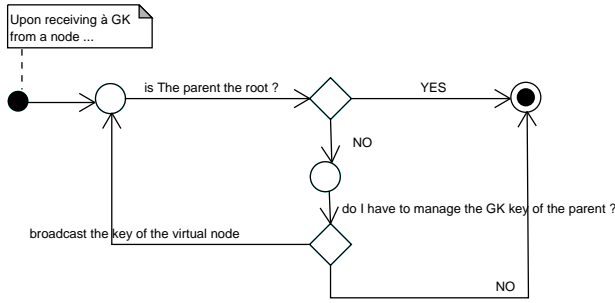 Upon receiving à GK
from a node ...
is The parent the root ?
YES
NO
do I have to manage the GK key of the parent ?
broadcast the key of the virtual node
NO